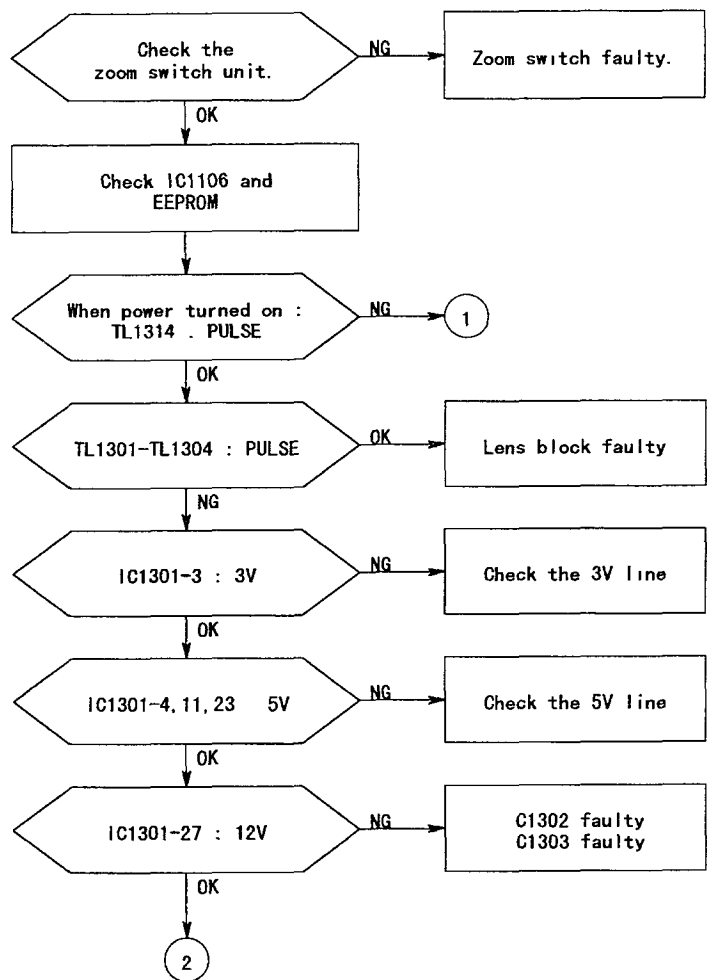 Check the
zoom switch unit.
NG
Zoom switch faulty.
OK
Check IC1106 and
EEPROM
When power turned on :
TL1314 . PULSE
NG
1
OK
TL1301-TL1304 : PULSE
OK
Lens block faulty
NG
IC1301-3 : 3V
NG
Check the 3V line
OK
IC1301-4,11,23 5V
NG
Check the 5V line
OK
IC1301-27 : 12V
NG
C1302 faulty
C1303 faulty
OK
2